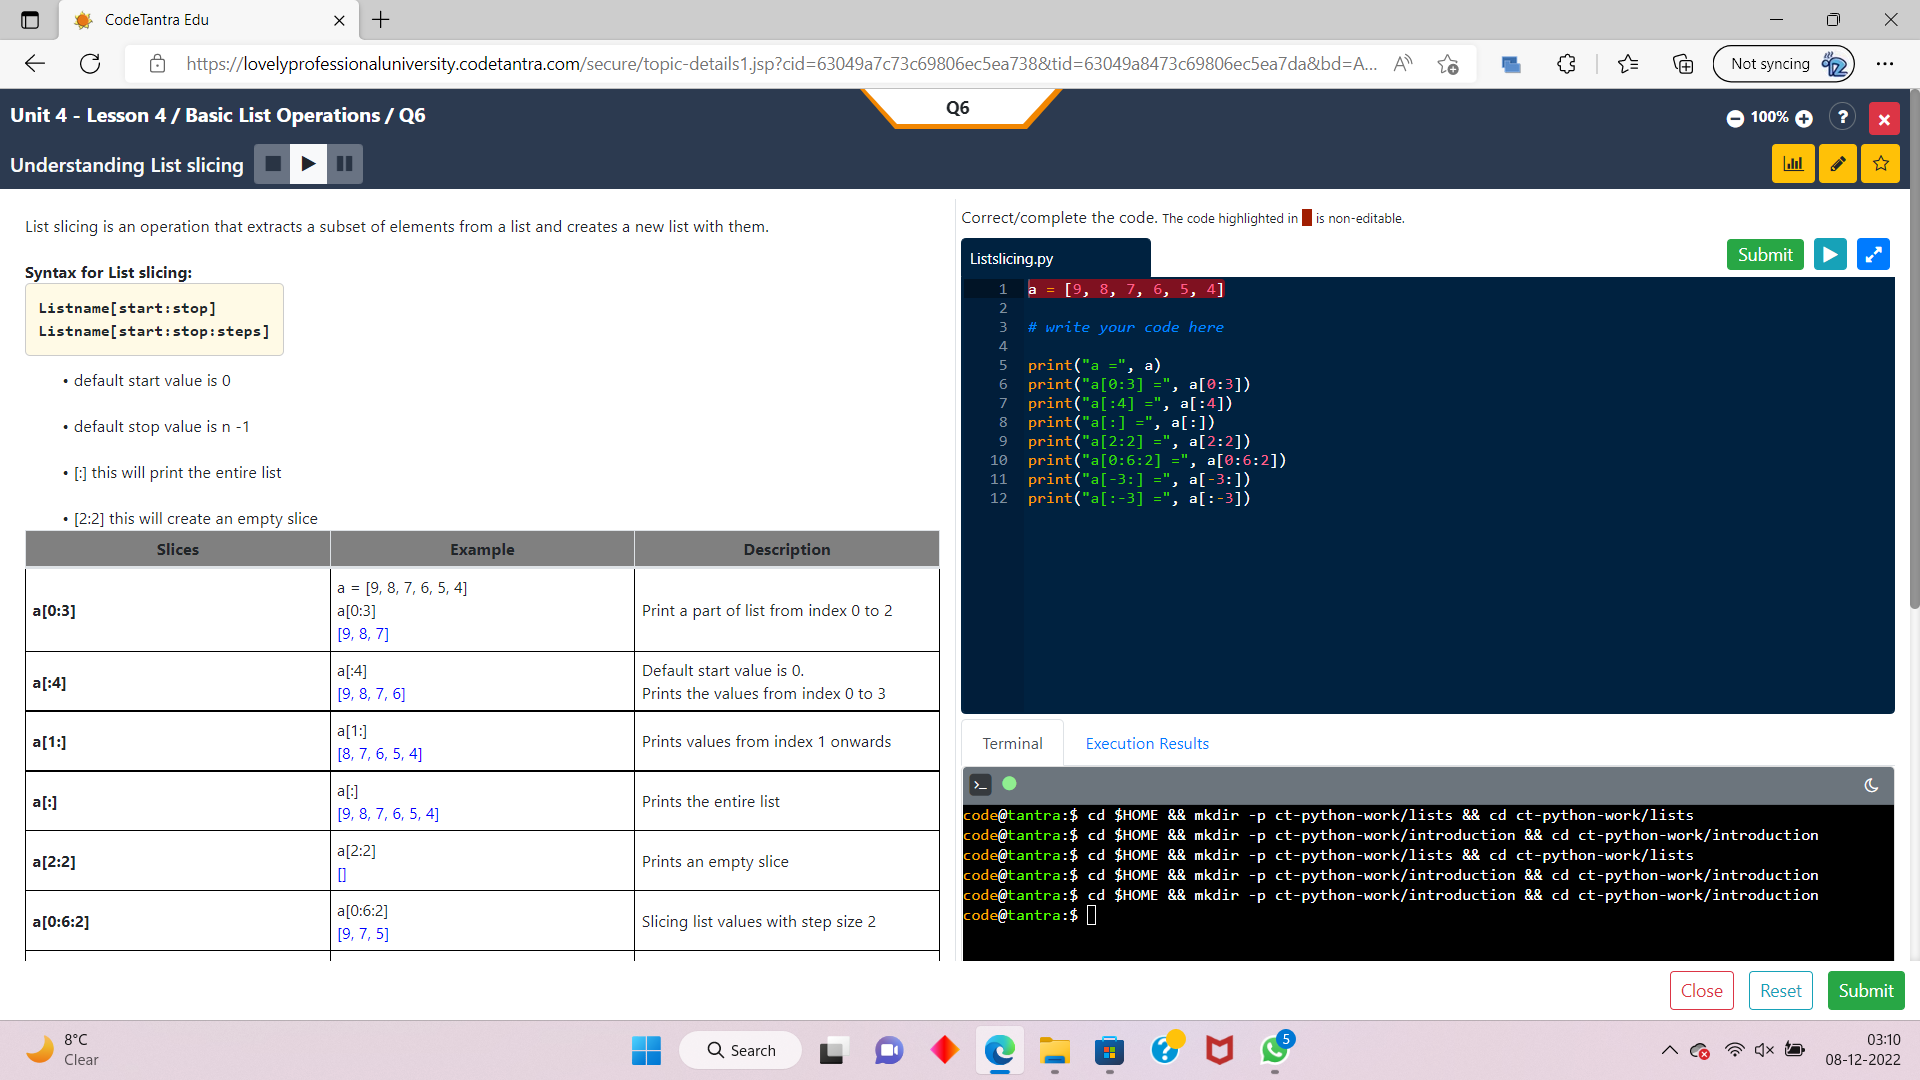 CodeTantra Edu
https://lovelyprofessionaluniversity.codetantra.com/secure/topic-details1.jsp?cid=63049a7c73c69806ec5ea738&tid=63049a8473c69806ec5ea7da&bd=A...
Not syncing
Unit 4 - Lesson 4 / Basic List Operations / Q6
Q6
100%
?
Understanding List slicing
List slicing is an operation that extracts a subset of elements from a list and creates a new list with them.
Syntax for List slicing:
Listname[start:stop]
Listname[start:stop:steps]
• default start value is 0
• default stop value is n -1
• [:] this will print the entire list
• [2:2] this will create an empty slice
Slices Example Description
a[0:3]
a = [9, 8, 7, 6, 5, 4]
a[0:3]
[9, 8, 7]
Print a part of list from index 0 to 2
a[:4]
a[:4]
[9, 8, 7, 6]
Default start value is 0.
Prints the values from index 0 to 3
a[1:]
a[1:]
[8, 7, 6, 5, 4]
Prints values from index 1 onwards
a[:]
a[:]
[9, 8, 7, 6, 5, 4]
Prints the entire list
a[2:2]
a[2:2]
[]
Prints an empty slice
a[0:6:2]
a[0:6:2]
[9, 7, 5]
Slicing list values with step size 2
Correct/complete the code. The code highlighted in is non-editable.
Listslicing.py
Submit
1 a = [9, 8, 7, 6, 5, 4]
2
3 # write your code here
4
5 print("a =", a)
6 print("a[0:3] =", a[0:3])
7 print("a[:4] =", a[:4])
8 print("a[:] =", a[:])
9 print("a[2:2] =", a[2:2])
10 print("a[0:6:2] =", a[0:6:2])
11 print("a[-3:] =", a[-3:])
12 print("a[:-3] =", a[:-3])
Terminal Execution Results
code@tantra:$ cd $HOME && mkdir -p ct-python-work/lists && cd ct-python-work/lists
code@tantra:$ cd $HOME && mkdir -p ct-python-work/introduction && cd ct-python-work/introduction
code@tantra:$ cd $HOME && mkdir -p ct-python-work/lists && cd ct-python-work/lists
code@tantra:$ cd $HOME && mkdir -p ct-python-work/introduction && cd ct-python-work/introduction
code@tantra:$ cd $HOME && mkdir -p ct-python-work/introduction && cd ct-python-work/introduction
code@tantra:$
Close Reset Submit
8°C
Clear
Search
5
03:10
08-12-2022